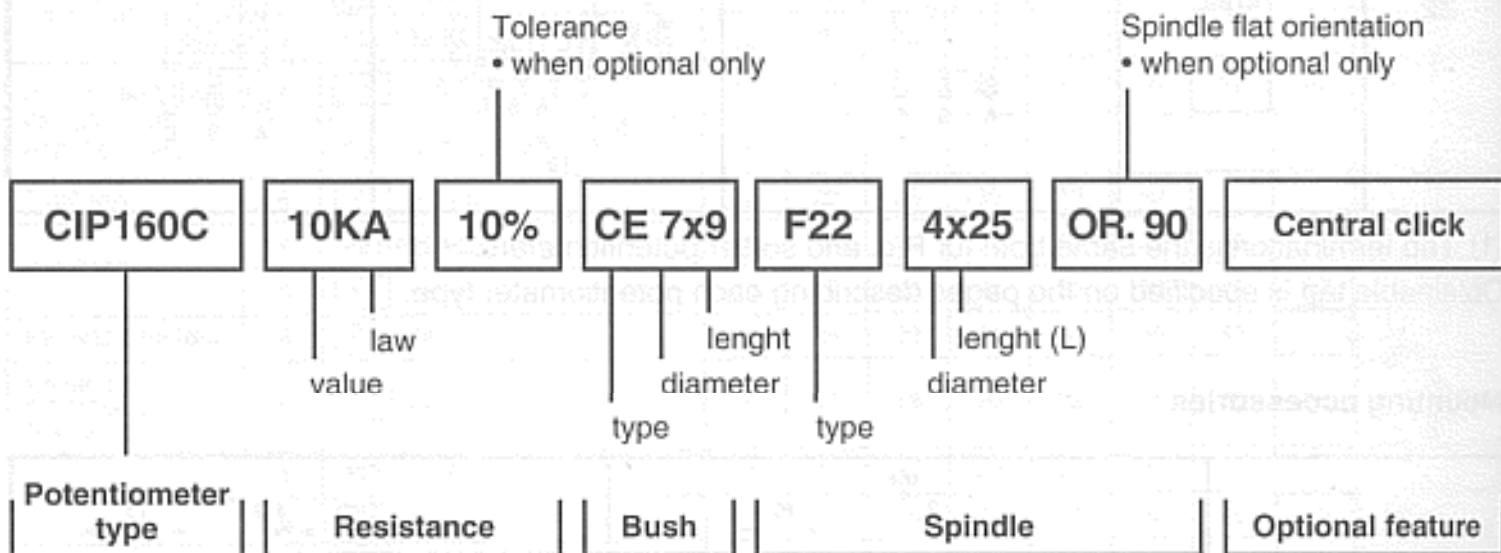 Tolerance
• when optional only
Spindle flat orientation
• when optional only
CIP160C 10KA 10% CE 7x9 F22 4x25 OR. 90 Central click
law
value
lenght
diameter
type
type
lenght (L)
diameter
Potentiometer
type
Resistance
Bush
Spindle
Optional feature